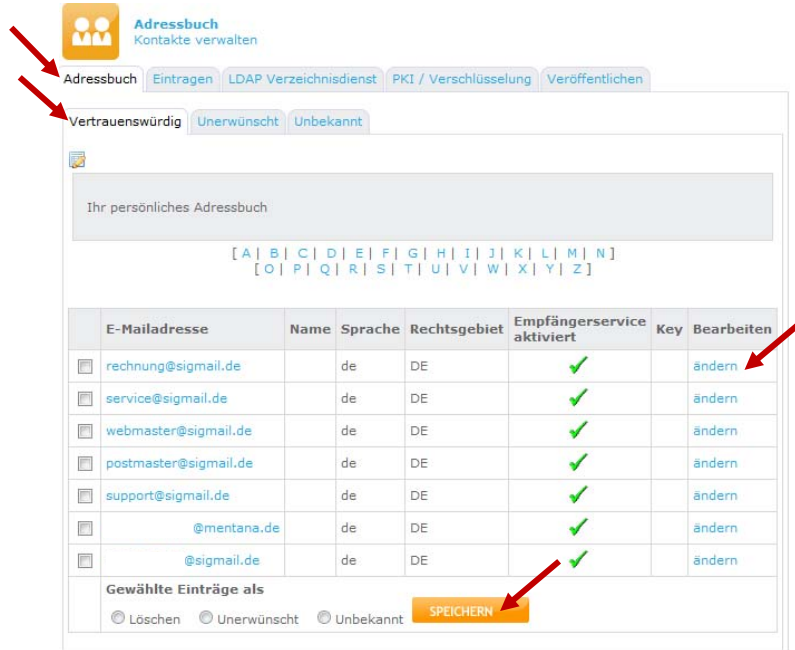 Adressbuch
Kontakte verwalten
Adressbuch Eintragen LDAP Verzeichnisdienst PKI / Verschlüsselung Veröffentlichen
Vertrauenswürdig Unerwünscht Unbekannt
Ihr persönliches Adressbuch
[ A | B | C | D | E | F | G | H | I | J | K | L | M | N ]
[ O | P | Q | R | S | T | U | V | W | X | Y | Z ]
E-Mailadresse Name Sprache Rechtsgebiet Empfängerservice aktiviert Key Bearbeiten
rechnung@sigmail.de de DE ändern
service@sigmail.de de DE ändern
webmaster@sigmail.de de DE ändern
postmaster@sigmail.de de DE ändern
support@sigmail.de de DE ändern
@mentana.de de DE ändern
@sigmail.de de DE ändern
Gewählte Einträge als
Löschen Unerwünscht Unbekannt SPEICHERN